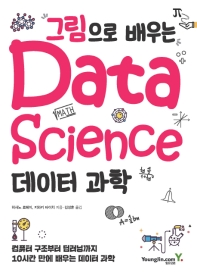 그림으로 배우는
Data
MATH
Science
데이터 과학
컴퓨터 구조부터 딥러닝까지
10시간 만에 배우는 데이터 과학
YoungJin.com Y.